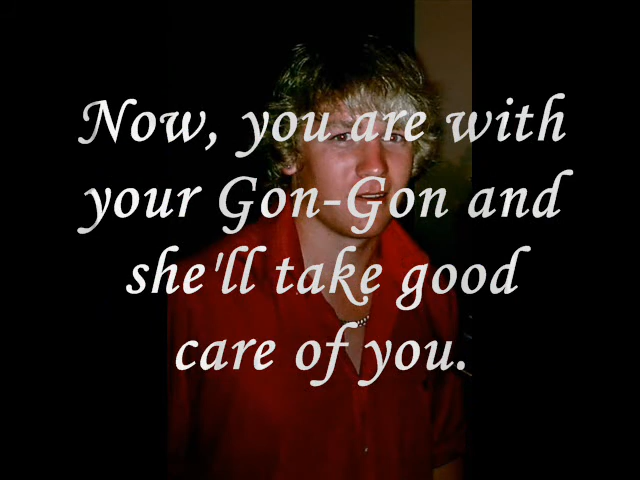 Now, you are with
your Gon-Gon and
she'll take good
care of you.